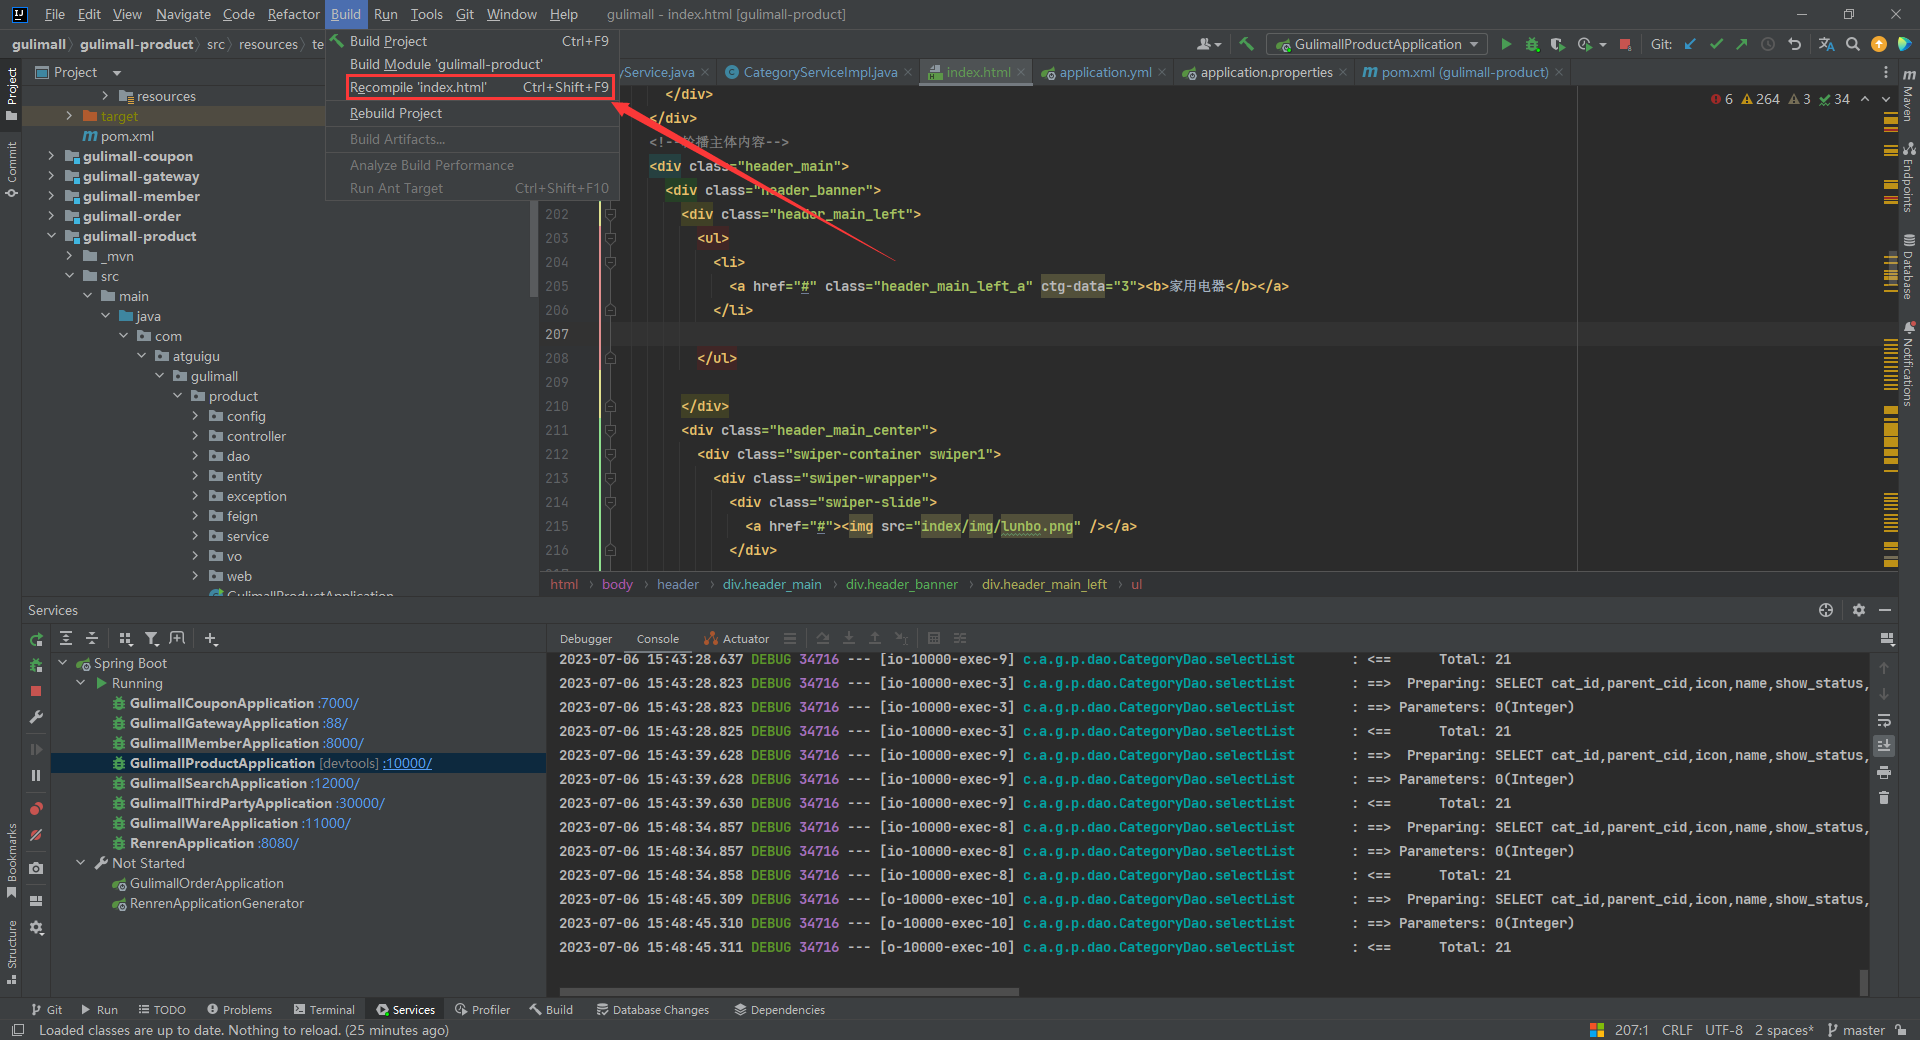 File Edit View Navigate Code Refactor Build Run Tools Git Window Help gulimall - index.html [gulimall-product]
gulimall gulimall-product src resources te
GulimallProductApplication Git:
Build Project Ctrl+F9
Build Module 'gulimall-product'
Recompile 'index.html' Ctrl+Shift+F9
Rebuild Project
Build Artifacts...
Analyze Build Performance
Run Ant Target Ctrl+Shift+F10
yService.java CategoryServiceImpl.java index.html application.yml application.properties pom.xml (gulimall-product)
6 264 3 34
Project
Commit
Bookmarks
Structure
Maven
Endpoints
Database
Notifications
Project
resources
target
pom.xml
gulimall-coupon
gulimall-gateway
gulimall-member
gulimall-order
gulimall-product
_mvn
src
main
java
com
atguigu
gulimall
product
config
controller
dao
entity
exception
feign
service
vo
web
GulimallProductApplication
</div>
</div>
<!--轮播主体内容-->
<div class="header_main">
<div class="header_banner">
202 <div class="header_main_left">
203 <ul>
204 <li>
205 <a href="#" class="header_main_left_a" ctg-data="3"><b>家用电器</b></a>
206 </li>
207
208 </ul>
209
210 </div>
211 <div class="header_main_center">
212 <div class="swiper-container swiper1">
213 <div class="swiper-wrapper">
214 <div class="swiper-slide">
215 <a href="#"><img src="index/img/lunbo.png" /></a>
216 </div>
html body header div.header_main div.header_banner div.header_main_left ul
Services
Spring Boot
Running
GulimallCouponApplication :7000/
GulimallGatewayApplication :88/
GulimallMemberApplication :8000/
GulimallProductApplication [devtools] :10000/
GulimallSearchApplication :12000/
GulimallThirdPartyApplication :30000/
GulimallWareApplication :11000/
RenrenApplication :8080/
Not Started
GulimallOrderApplication
RenrenApplicationGenerator
Debugger Console Actuator
2023-07-06 15:43:28.637 DEBUG 34716 --- [io-10000-exec-9] c.a.g.p.dao.CategoryDao.selectList : <== Total: 21
2023-07-06 15:43:28.823 DEBUG 34716 --- [io-10000-exec-3] c.a.g.p.dao.CategoryDao.selectList : ==> Preparing: SELECT cat_id,parent_cid,icon,name,show_status,
2023-07-06 15:43:28.823 DEBUG 34716 --- [io-10000-exec-3] c.a.g.p.dao.CategoryDao.selectList : ==> Parameters: 0(Integer)
2023-07-06 15:43:28.825 DEBUG 34716 --- [io-10000-exec-3] c.a.g.p.dao.CategoryDao.selectList : <== Total: 21
2023-07-06 15:43:39.628 DEBUG 34716 --- [io-10000-exec-9] c.a.g.p.dao.CategoryDao.selectList : ==> Preparing: SELECT cat_id,parent_cid,icon,name,show_status,
2023-07-06 15:43:39.628 DEBUG 34716 --- [io-10000-exec-9] c.a.g.p.dao.CategoryDao.selectList : ==> Parameters: 0(Integer)
2023-07-06 15:43:39.630 DEBUG 34716 --- [io-10000-exec-9] c.a.g.p.dao.CategoryDao.selectList : <== Total: 21
2023-07-06 15:48:34.857 DEBUG 34716 --- [io-10000-exec-8] c.a.g.p.dao.CategoryDao.selectList : ==> Preparing: SELECT cat_id,parent_cid,icon,name,show_status,
2023-07-06 15:48:34.857 DEBUG 34716 --- [io-10000-exec-8] c.a.g.p.dao.CategoryDao.selectList : ==> Parameters: 0(Integer)
2023-07-06 15:48:34.858 DEBUG 34716 --- [io-10000-exec-8] c.a.g.p.dao.CategoryDao.selectList : <== Total: 21
2023-07-06 15:48:45.309 DEBUG 34716 --- [o-10000-exec-10] c.a.g.p.dao.CategoryDao.selectList : ==> Preparing: SELECT cat_id,parent_cid,icon,name,show_status,
2023-07-06 15:48:45.310 DEBUG 34716 --- [o-10000-exec-10] c.a.g.p.dao.CategoryDao.selectList : ==> Parameters: 0(Integer)
2023-07-06 15:48:45.311 DEBUG 34716 --- [o-10000-exec-10] c.a.g.p.dao.CategoryDao.selectList : <== Total: 21
Git Run TODO Problems Terminal Services Profiler Build Database Changes Dependencies
Loaded classes are up to date. Nothing to reload. (25 minutes ago) 207:1 CRLF UTF-8 2 spaces* master